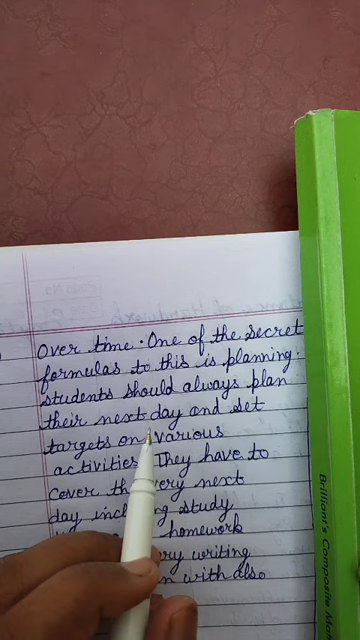 Over time. One of the secret
formulas to this is planning.
students should always plan
their next day and set
targets on various
activities. They have to
cover the very next
day including study
homework
writing
with also
Brilliant's Composite